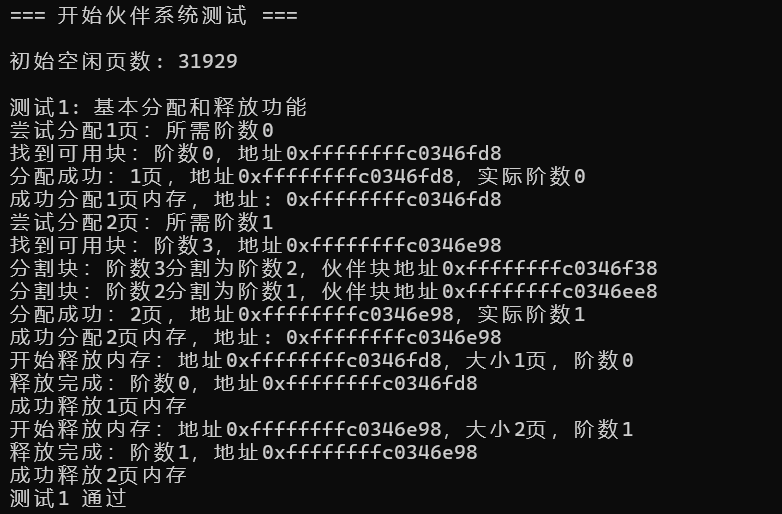 === 开始伙伴系统测试 ===
初始空闲页数: 31929
测试1: 基本分配和释放功能
尝试分配1页: 所需阶数0
找到可用块: 阶数0, 地址0xffffffffc0346fd8
分配成功: 1页, 地址0xffffffffc0346fd8, 实际阶数0
成功分配1页内存, 地址: 0xffffffffc0346fd8
尝试分配2页: 所需阶数1
找到可用块: 阶数3, 地址0xffffffffc0346e98
分割块: 阶数3分割为阶数2, 伙伴块地址0xffffffffc0346f38
分割块: 阶数2分割为阶数1, 伙伴块地址0xffffffffc0346ee8
分配成功: 2页, 地址0xffffffffc0346e98, 实际阶数1
成功分配2页内存, 地址: 0xffffffffc0346e98
开始释放内存: 地址0xffffffffc0346fd8, 大小1页, 阶数0
释放完成: 阶数0, 地址0xffffffffc0346fd8
成功释放1页内存
开始释放内存: 地址0xffffffffc0346e98, 大小2页, 阶数1
释放完成: 阶数1, 地址0xffffffffc0346e98
成功释放2页内存
测试1 通过